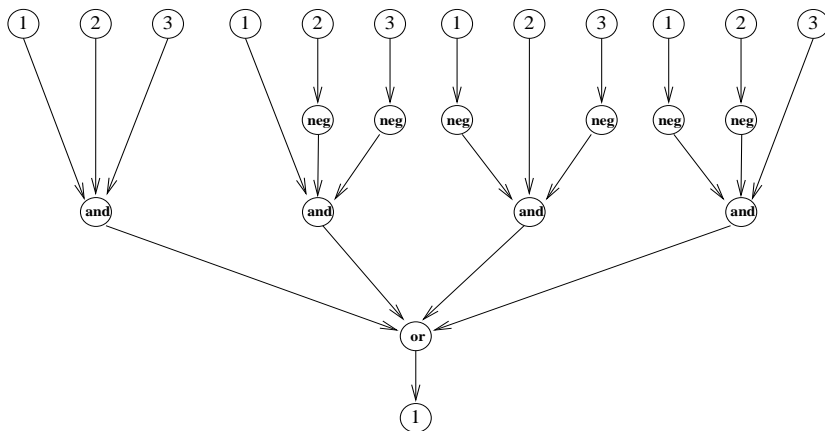 1 2 3 1 2 3 1 2 3 1 2 3
neg neg neg neg neg neg
and and and and
or
1